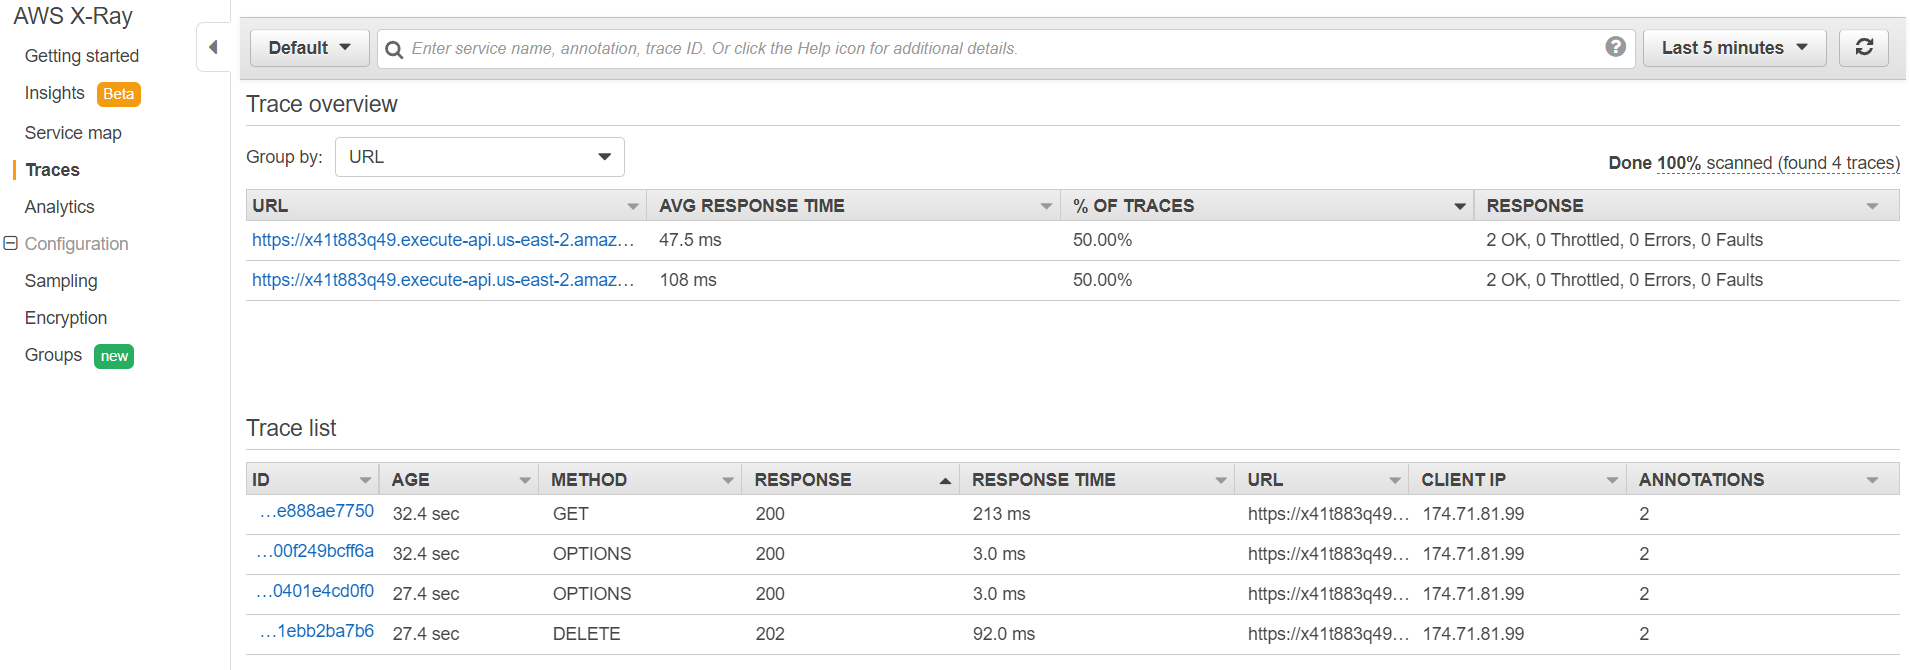 AWS X-Ray
Getting started
Insights Beta
Service map
Traces
Analytics
Configuration
Sampling
Encryption
Groups new
Default Enter service name, annotation, trace ID. Or click the Help icon for additional details. ? Last 5 minutes
Trace overview
Group by: URL
Done 100% scanned (found 4 traces)
URL AVG RESPONSE TIME % OF TRACES RESPONSE
https://x41t883q49.execute-api.us-east-2.amaz... 47.5 ms 50.00% 2 OK, 0 Throttled, 0 Errors, 0 Faults
https://x41t883q49.execute-api.us-east-2.amaz... 108 ms 50.00% 2 OK, 0 Throttled, 0 Errors, 0 Faults
Trace list
ID AGE METHOD RESPONSE RESPONSE TIME URL CLIENT IP ANNOTATIONS
...e888ae7750 32.4 sec GET 200 213 ms https://x41t883q49... 174.71.81.99 2
...00f249bcff6a 32.4 sec OPTIONS 200 3.0 ms https://x41t883q49... 174.71.81.99 2
...0401e4cd0f0 27.4 sec OPTIONS 200 3.0 ms https://x41t883q49... 174.71.81.99 2
...1ebb2ba7b6 27.4 sec DELETE 202 92.0 ms https://x41t883q49... 174.71.81.99 2